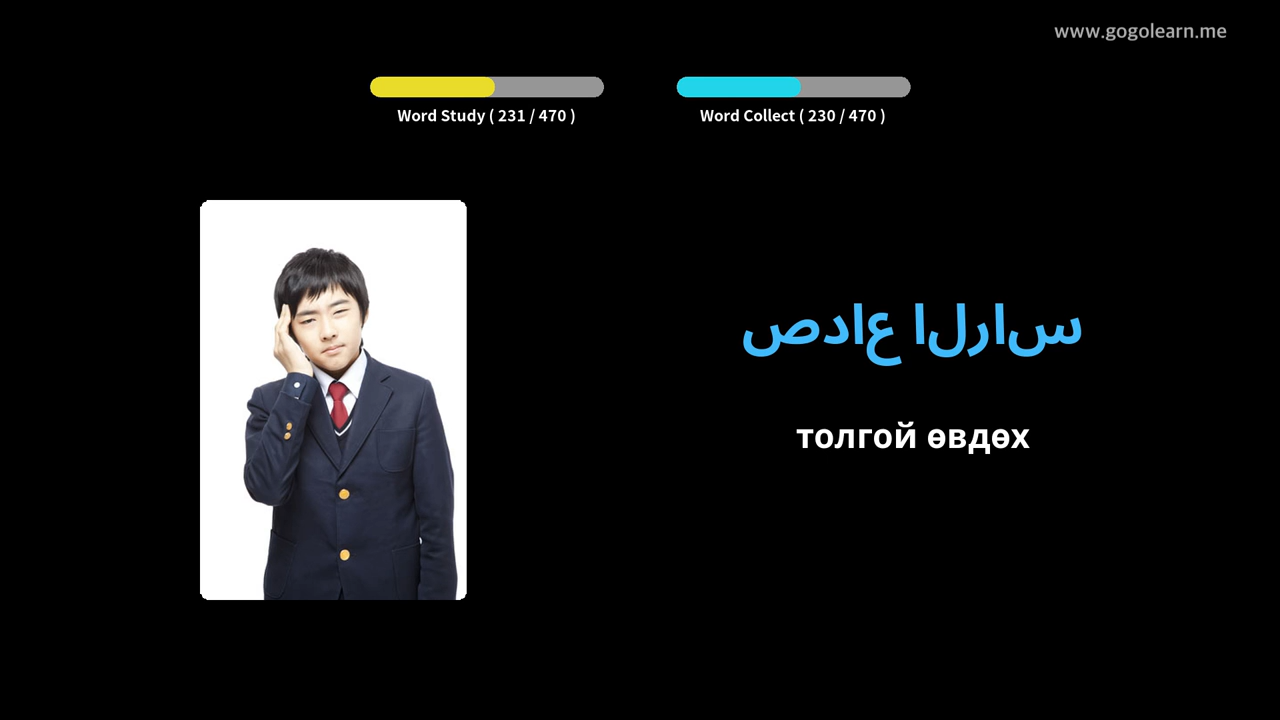 www.gogolearn.me
Word Study ( 231 / 470 )
Word Collect ( 230 / 470 )
صداع الراس
толгой өвдөх